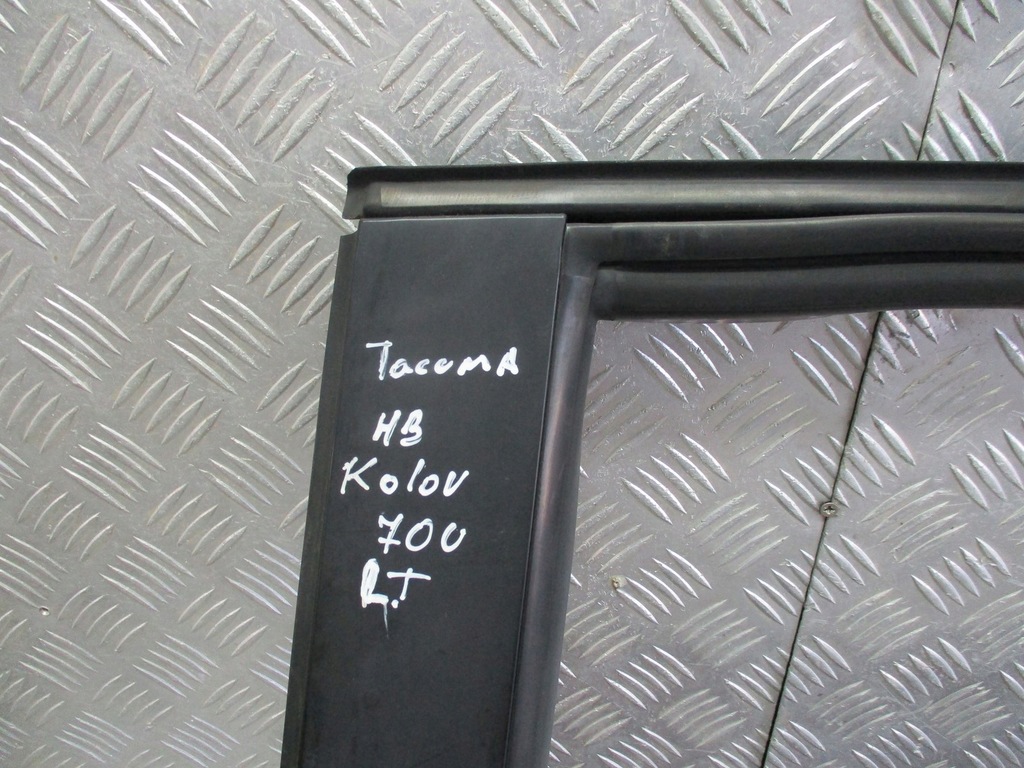 Tacoma
HB
Kolov
700
R.T